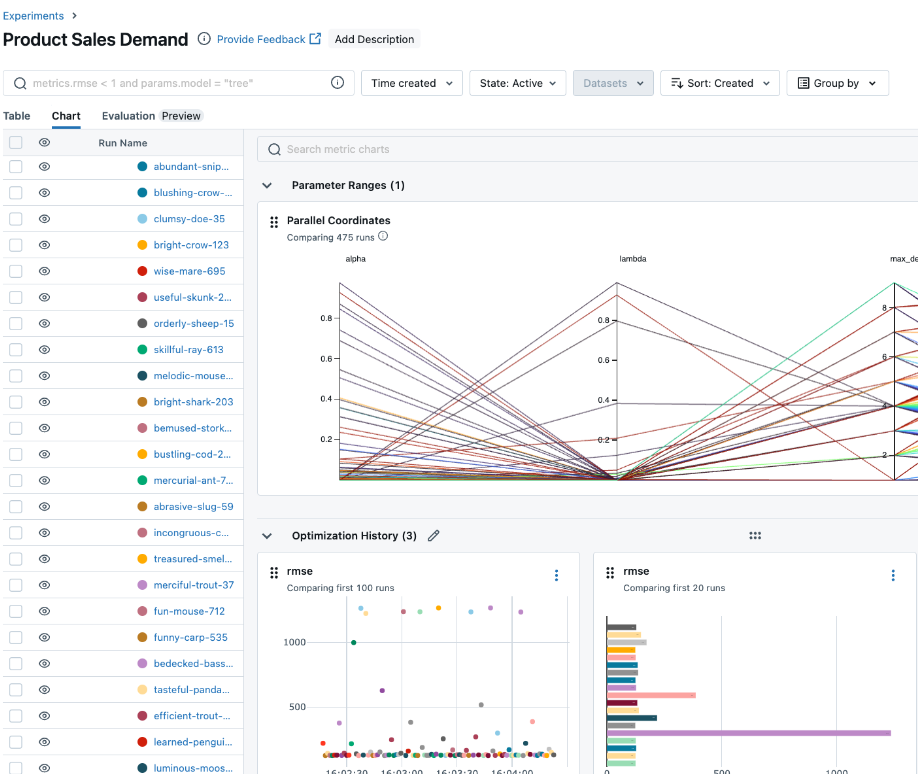 Experiments
Product Sales Demand Provide Feedback Add Description
metrics.rmse < 1 and params.model = "tree" Time created State: Active Datasets Sort: Created Group by
Table Chart Evaluation Preview
Run Name
abundant-snip...
blushing-crow-...
clumsy-doe-35
bright-crow-123
wise-mare-695
useful-skunk-2...
orderly-sheep-15
skillful-ray-613
melodic-mouse...
bright-shark-203
bemused-stork...
bustling-cod-2...
mercurial-ant-7...
abrasive-slug-59
incongruous-c...
treasured-smel...
merciful-trout-37
fun-mouse-712
funny-carp-535
bedecked-bass...
tasteful-panda...
efficient-trout-...
learned-pengui...
luminous-moos...
Search metric charts
Parameter Ranges (1)
Parallel Coordinates
Comparing 475 runs
alpha lambda max_de
0.8 0.8 8
0.6 0.6 6
0.4 0.4 4
0.2 0.2 2
Optimization History (3)
rmse
Comparing first 100 runs
1000
500
16:02:30 16:03:00 16:03:30 16:04:00
rmse
Comparing first 20 runs
0 500 1000